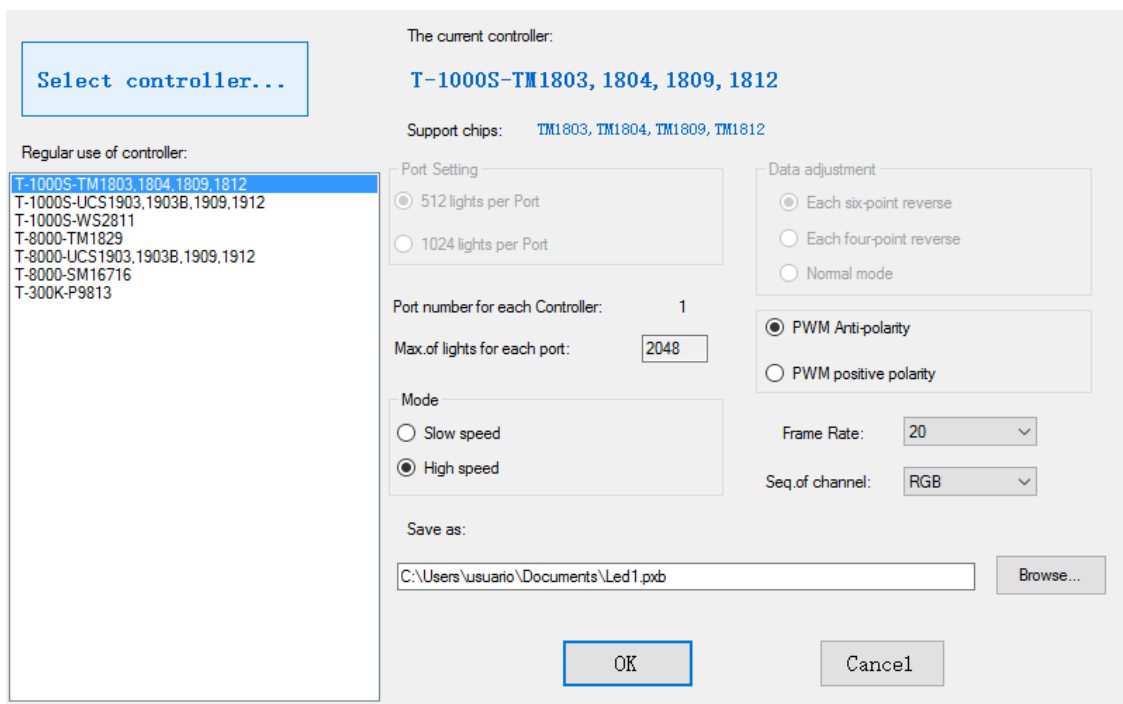 Select controller...
Regular use of controller:
T-1000S-TM1803,1804,1809,1812
T-1000S-UCS1903,1903B,1909,1912
T-1000S-WS2811
T-8000-TM1829
T-8000-UCS1903,1903B,1909,1912
T-8000-SM16716
T-300K-P9813
The current controller:
T-1000S-TM1803, 1804, 1809, 1812
Support chips: TM1803, TM1804, TM1809, TM1812
Port Setting
512 lights per Port
1024 lights per Port
Data adjustment
Each six-point reverse
Each four-point reverse
Normal mode
Port number for each Controller: 1
Max.of lights for each port: 2048
PWM Anti-polarity
PWM positive polarity
Mode
Slow speed
High speed
Frame Rate: 20
Seq.of channel: RGB
Save as:
C:\Users\usuario\Documents\Led1.pxb
Browse...
OK
Cancel